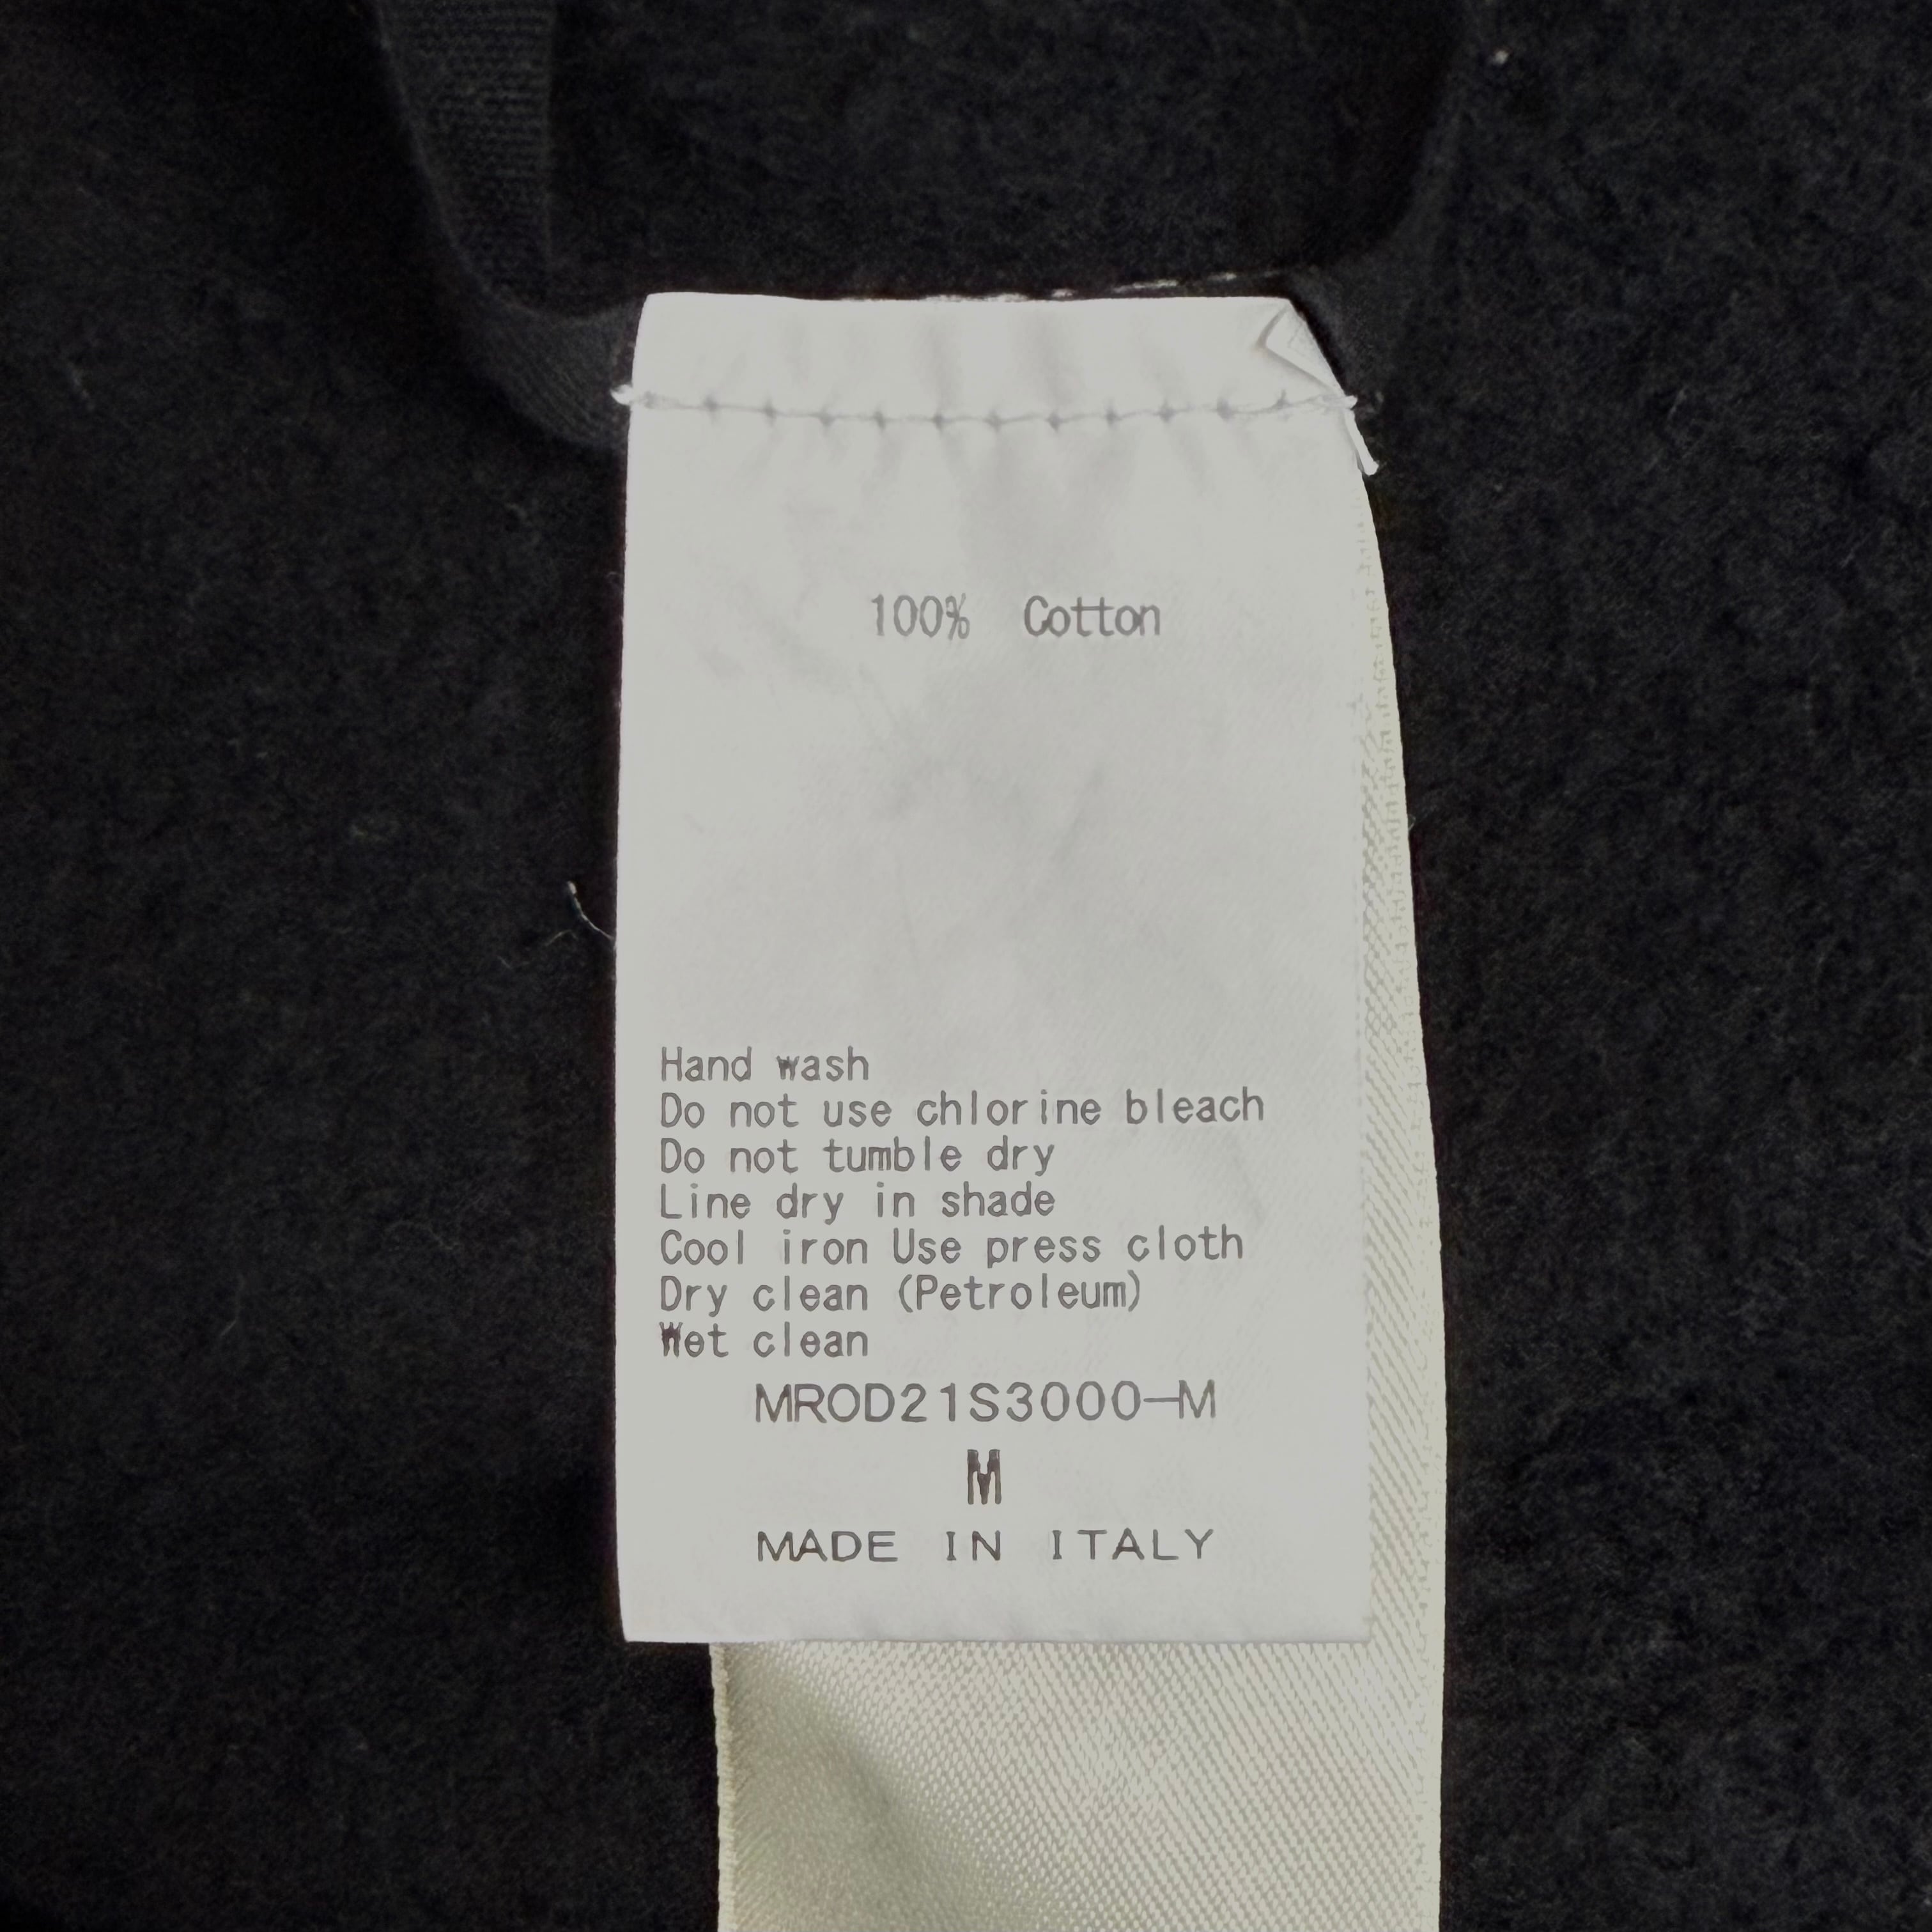 100% Cotton
Hand wash
Do not use chlorine bleach
Do not tumble dry
Line dry in shade
Cool iron Use press cloth
Dry clean (Petroleum)
Wet clean
MROD21S3000-M
M
MADE IN ITALY